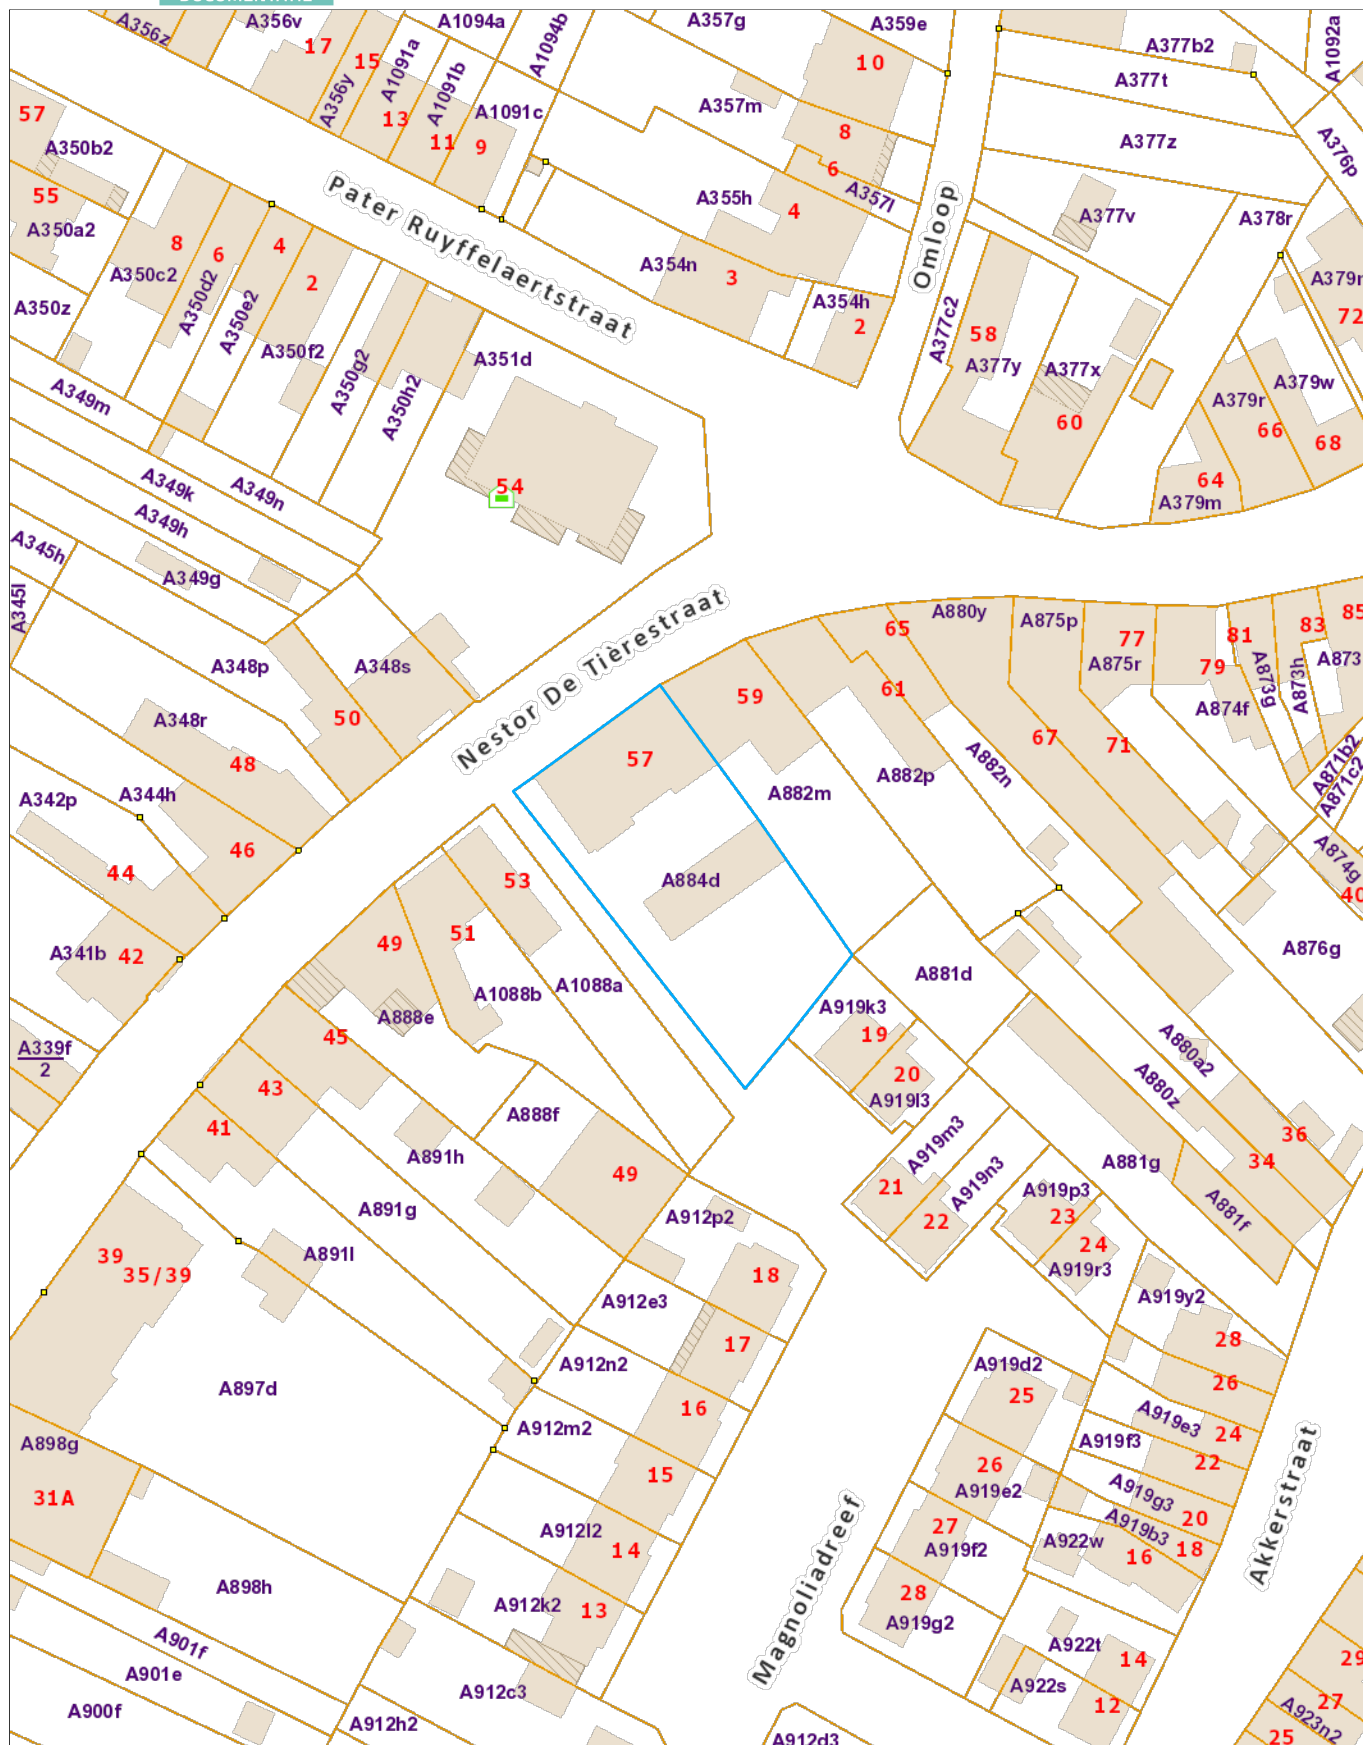 A356z
A356v
17
15
A356y
A1091a
13
A1091b
11
A1094a
A1094b
A1091c
9
A357g
A359e
10
A357m
8
6
A357l
A355h
4
A354n
3
A354h
2
A377b2
A1092a
A377t
A377z
A376p
A377v
A378r
57
A350b2
55
A350a2
A350z
8
6
4
2
A350c2
A350d2
A350e2
A350f2
A350g2
A350h2
A351d
Pater Ruyffelaertstraat
Omloop
A377c2
58
A377y
A377x
60
72
A379w
A379r
66
68
64
A379m
A349m
A349k
A349n
A349h
A349g
54
A345h
A345l
A348p
A348s
50
A348r
48
A344h
A342p
46
44
A341b
42
A339f
2
Nestor De Tièrestraat
57
59
65
61
A880y
A875p
77
A875r
79
81
83
85
A873g
A873h
A873
A874f
67
71
A882n
A882p
A882m
A884d
A871b2
A871c2
A874g
40
A876g
53
51
49
A1088b
A1088a
A888e
45
43
41
A881d
A919k3
19
20
A919l3
A880a2
A880z
36
34
A888f
A891h
49
A891g
A891l
39
35/39
A919m3
A919n3
21
22
A919p3
23
24
A919r3
A881g
A881f
A912p2
18
A912e3
17
A912n2
16
A912m2
15
A912l2
14
A912k2
13
A912c3
A912h2
A912d3
A919y2
28
26
A919e3
24
A919f3
22
A919g3
20
A919b3
18
A922w
16
A919d2
25
26
A919e2
27
A919f2
28
A919g2
A922t
14
A922s
12
Magnoliadreef
Akkerstraat
A897d
A898g
31A
A898h
A901f
A901e
A900f
29
27
A923n2
25